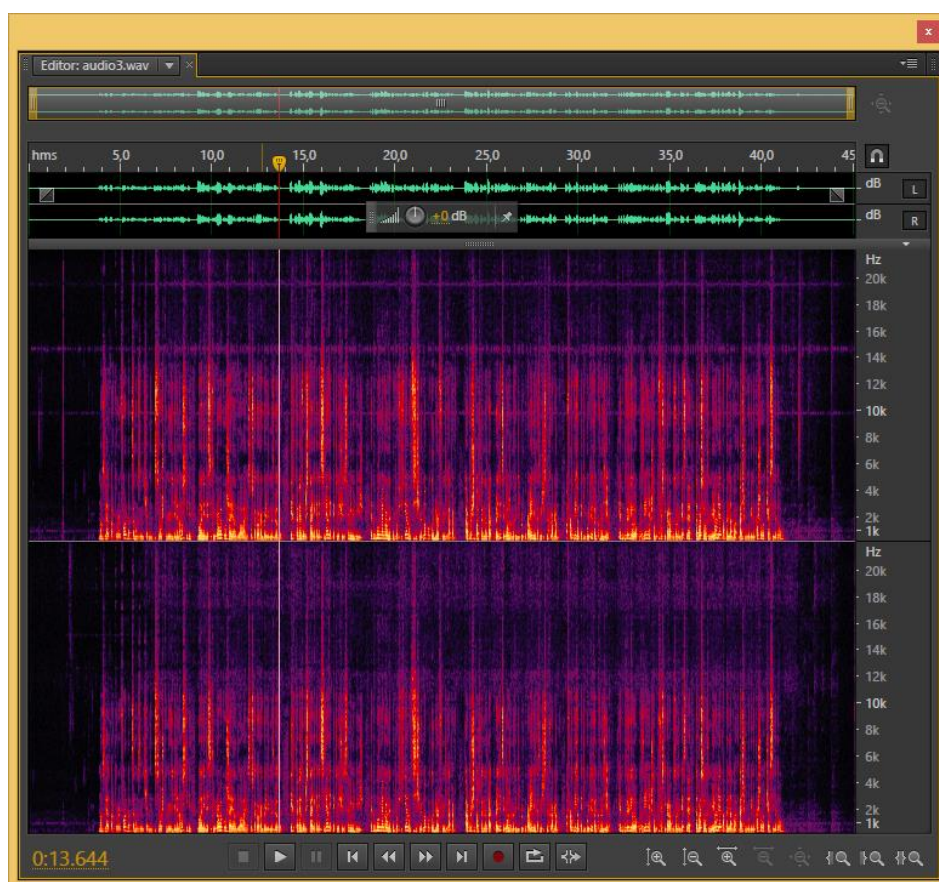 x
Editor: audio3.wav
hms 5,0 10,0 15,0 20,0 25,0 30,0 35,0 40,0 45
dB L
dB R
+0 dB
Hz
20k
18k
16k
14k
12k
10k
8k
6k
4k
2k
1k
Hz
20k
18k
16k
14k
12k
10k
8k
6k
4k
2k
1k
0:13.644